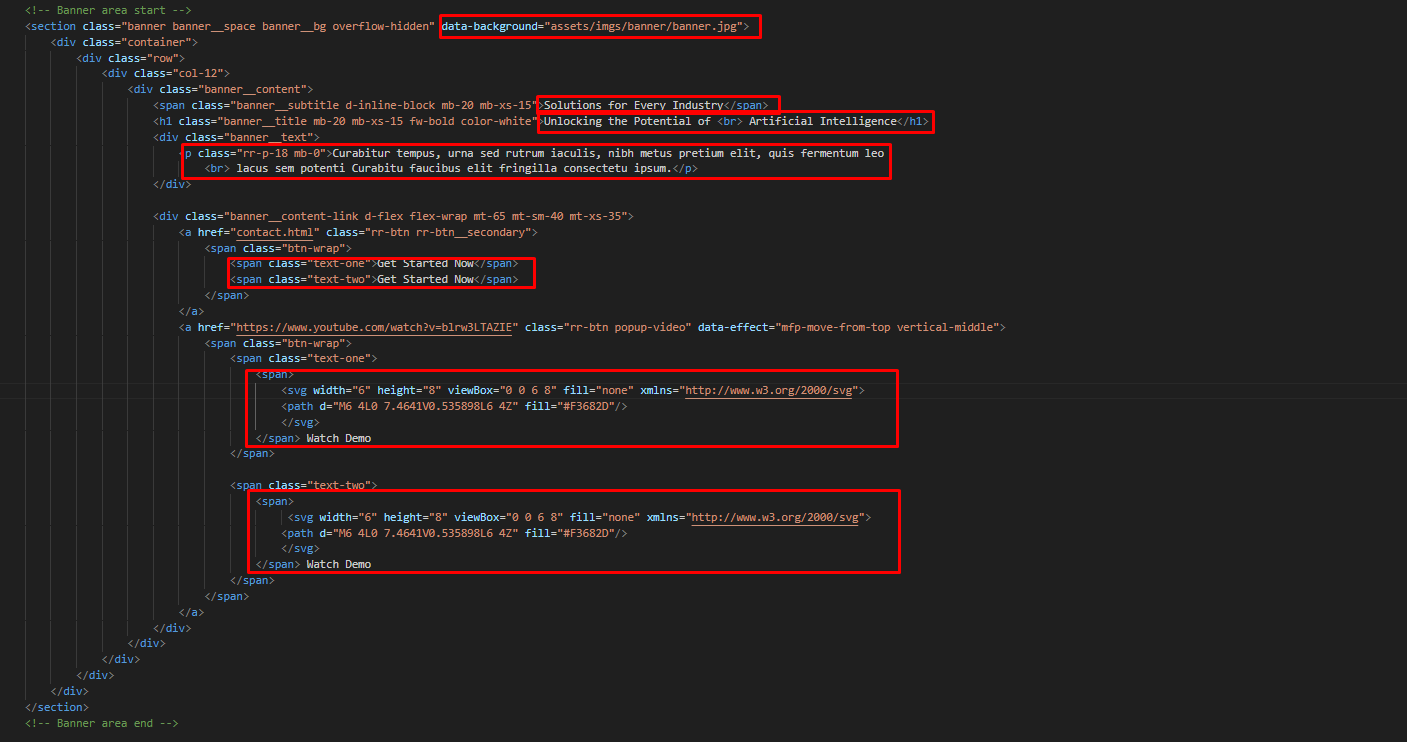 <!-- Banner area start -->
<section class="banner banner__space banner__bg overflow-hidden" data-background="assets/imgs/banner/banner.jpg">
<div class="container">
<div class="row">
<div class="col-12">
<div class="banner__content">
<span class="banner__subtitle d-inline-block mb-20 mb-xs-15">Solutions for Every Industry</span>
<h1 class="banner__title mb-20 mb-xs-15 fw-bold color-white">Unlocking the Potential of <br> Artificial Intelligence</h1>
<div class="banner__text">
<p class="rr-p-18 mb-0">Curabitur tempus, urna sed rutrum iaculis, nibh metus pretium elit, quis fermentum leo
<br> lacus sem potenti Curabitu faucibus elit fringilla consectetu ipsum.</p>
</div>
<div class="banner__content-link d-flex flex-wrap mt-65 mt-sm-40 mt-xs-35">
<a href="contact.html" class="rr-btn rr-btn__secondary">
<span class="btn-wrap">
<span class="text-one">Get Started Now</span>
<span class="text-two">Get Started Now</span>
</span>
</a>
<a href="https://www.youtube.com/watch?v=blrw3LTAZIE" class="rr-btn popup-video" data-effect="mfp-move-from-top vertical-middle">
<span class="btn-wrap">
<span class="text-one">
<span>
<svg width="6" height="8" viewBox="0 0 6 8" fill="none" xmlns="http://www.w3.org/2000/svg">
<path d="M6 4L0 7.4641V0.535898L6 4Z" fill="#F3682D"/>
</svg>
</span> Watch Demo
</span>
<span class="text-two">
<span>
<svg width="6" height="8" viewBox="0 0 6 8" fill="none" xmlns="http://www.w3.org/2000/svg">
<path d="M6 4L0 7.4641V0.535898L6 4Z" fill="#F3682D"/>
</svg>
</span> Watch Demo
</span>
</span>
</a>
</div>
</div>
</div>
</div>
</div>
</section>
<!-- Banner area end -->